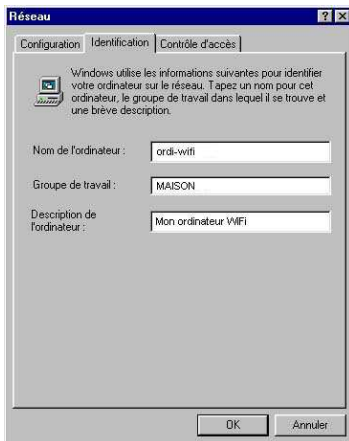 Réseau
Configuration Identification Contrôle d'accès
Windows utilise les informations suivantes pour identifier
votre ordinateur sur le réseau. Tapez un nom pour cet
ordinateur, le groupe de travail dans lequel il se trouve et
une brève description.
Nom de l'ordinateur : ordi-wifi
Groupe de travail : MAISON
Description de
l'ordinateur : Mon ordinateur WiFi
OK Annuler